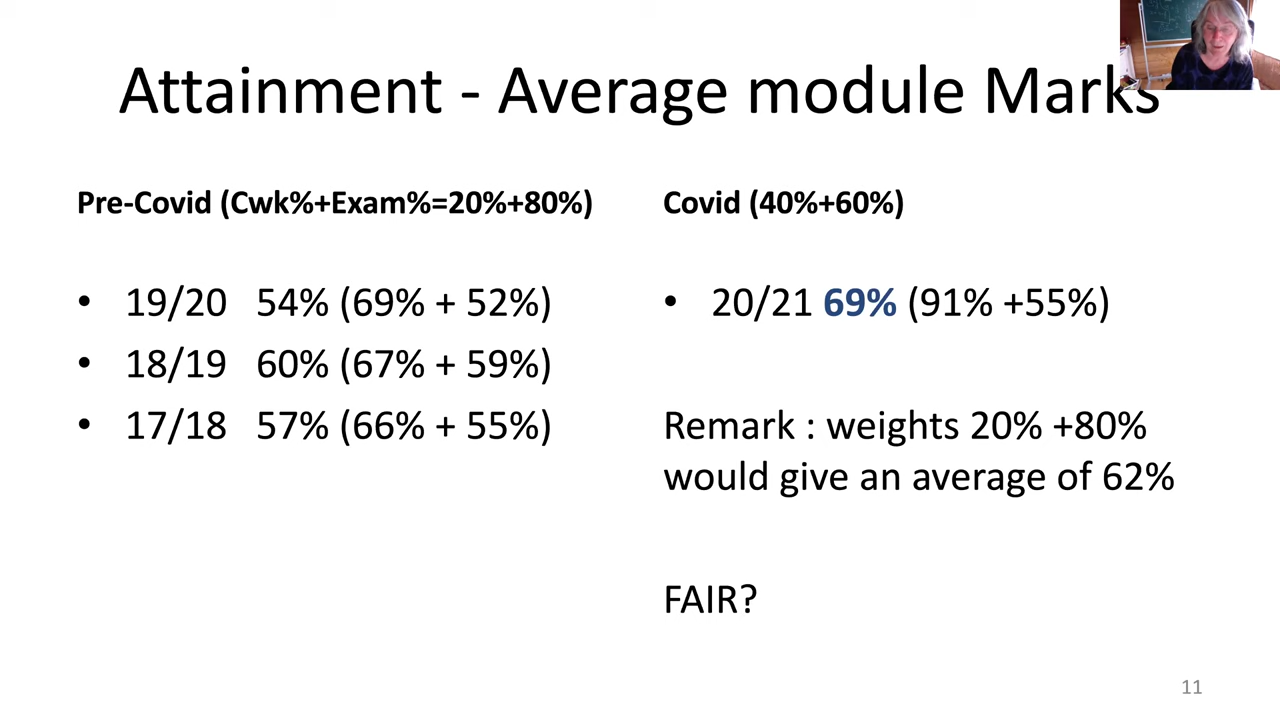 Attainment - Average module Marks
Pre-Covid (Cwk%+Exam%=20%+80%)
• 19/20 54% (69% + 52%)
• 18/19 60% (67% + 59%)
• 17/18 57% (66% + 55%)
Covid (40%+60%)
• 20/21 69% (91% +55%)
Remark : weights 20% +80%
would give an average of 62%
FAIR?
11